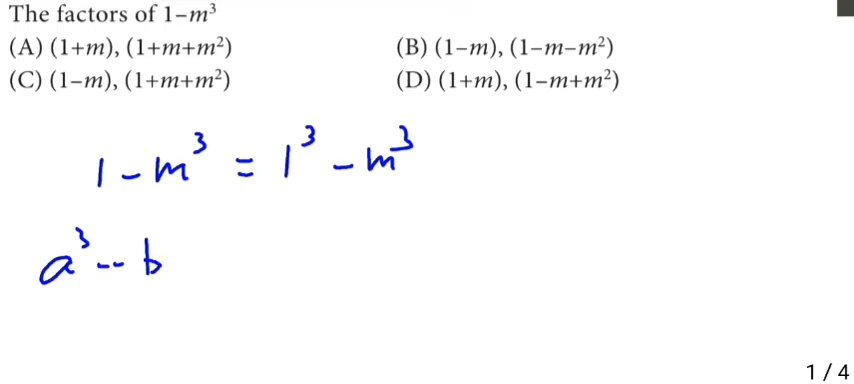 The factors of 1–m³
(A) (1+m), (1+m+m²) (B) (1–m), (1–m–m²)
(C) (1–m), (1+m+m²) (D) (1+m), (1–m+m²)
1 – m³ = 1³ – m³
a³ -- b
1 / 4